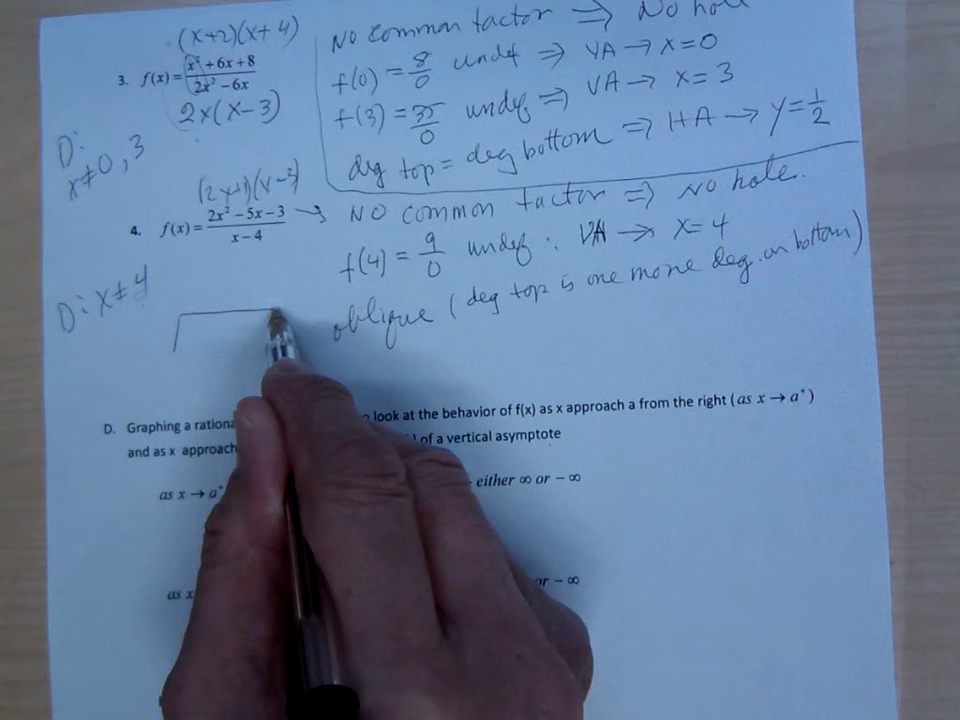 (x+2)(x+4)
3. f(x) = x² + 6x + 8 / 2x² − 6x
2x(x−3)
D: x≠0, 3
No common factor ⇒ No hole
f(0) = 8/0 undef ⇒ VA → x=0
f(3) = 35/0 undef ⇒ VA → x=3
deg top = deg bottom ⇒ HA → y=1/2
4. f(x) = 2x² − 5x − 3 / x − 4 → No common factor ⇒ No hole.
D: x≠4
f(4) = 9/0 undef ∴ VA → x=4
oblique (deg top is one more deg. on bottom)
D. Graphing a rationa look at the behavior of f(x) as x approach a from the right (as x → a⁺)
and as x approach of a vertical asymptote
as x → a⁺ either ∞ or − ∞
as x or − ∞